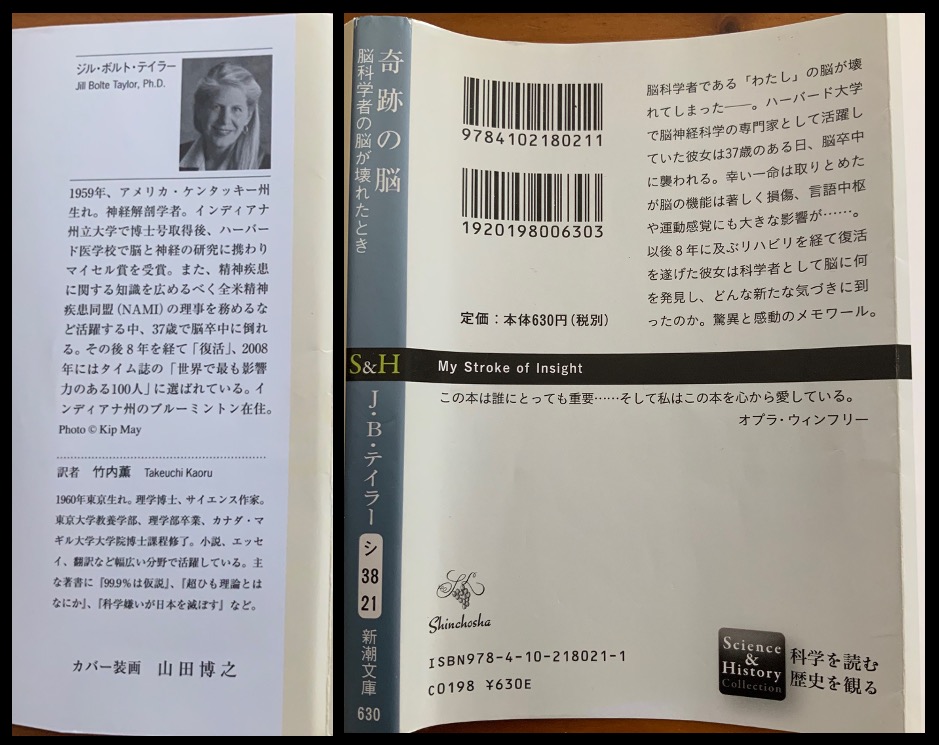 ジル・ボルト・テイラー
Jill Bolte Taylor, Ph.D.
1959年、アメリカ・ケンタッキー州
生れ。神経解剖学者。インディアナ
州立大学で博士号取得後、ハーバー
ド医学校で脳と神経の研究に携わり
マイセル賞を受賞。また、精神疾患
に関する知識を広めるべく全米精神
疾患同盟（NAMI）の理事を務めるな
ど活躍する中、37歳で脳卒中に倒れ
る。その後8年を経て「復活」、2008
年にはタイム誌の「世界で最も影響
力のある100人」に選ばれている。イ
ンディアナ州のブルーミントン在住。
Photo © Kip May
訳者 竹内薫 Takeuchi Kaoru
1960年東京生れ。理学博士、サイエンス作家。
東京大学教養学部、理学部卒業、カナダ・マ
ギル大学大学院博士課程修了。小説、エッセ
イ、翻訳など幅広い分野で活躍している。主
な著書に『99.9％は仮説』、『超ひも理論とは
なにか』、『科学嫌いが日本を滅ぼす』など。
カバー装画 山田博之
奇跡の脳
脳科学者の脳が壊れたとき
S&H
J・B・テイラー
シ
38
21
新潮文庫
630
9784102180211
1920198006303
定価：本体630円（税別）
脳科学者である「わたし」の脳が壊
れてしまった――。ハーバード大学
で脳神経科学の専門家として活躍し
ていた彼女は37歳のある日、脳卒中
に襲われる。幸い一命は取りとめた
が脳の機能は著しく損傷、言語中枢
や運動感覚にも大きな影響が……。
以後8年に及ぶリハビリを経て復活
を遂げた彼女は科学者として脳に何
を発見し、どんな新たな気づきに到
ったのか。驚異と感動のメモワール。
My Stroke of Insight
この本は誰にとっても重要……そして私はこの本を心から愛している。
オプラ・ウィンフリー
Shinchosha
ISBN978-4-10-218021-1
C0198 ¥630E
Science
&
History
Collection
科学を読む
歴史を観る